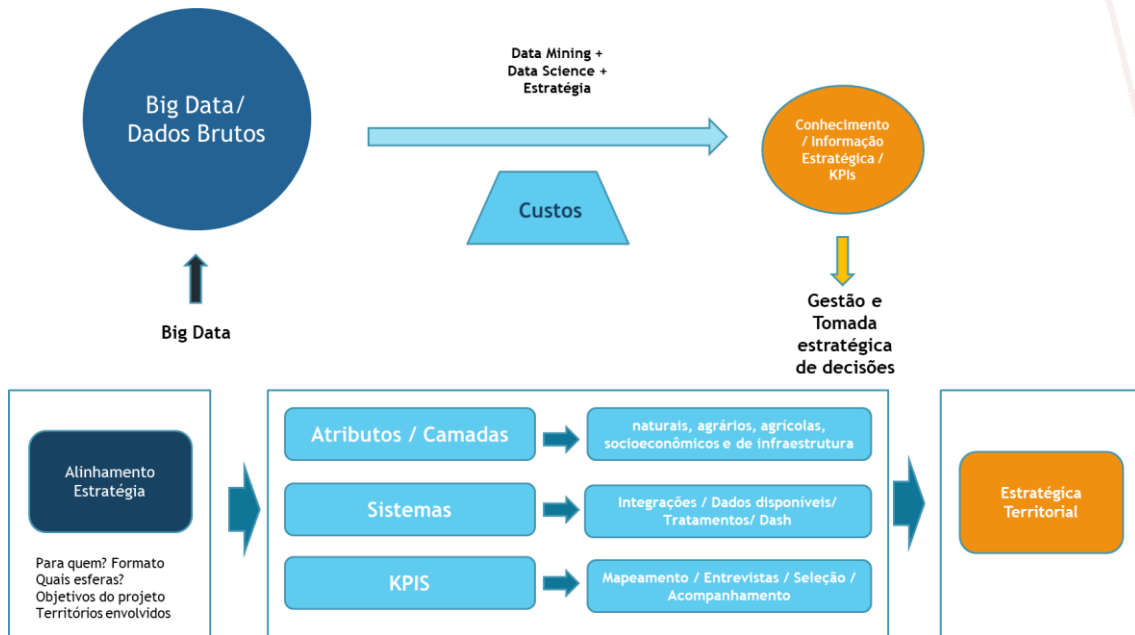 Big Data/
Dados Brutos
Data Mining +
Data Science +
Estratégia
Custos
Conhecimento
/ Informação
Estratégica /
KPIs
Big Data
Gestão e
Tomada
estratégica
de decisões
Alinhamento
Estratégia
Para quem? Formato
Quais esferas?
Objetivos do projeto
Territórios envolvidos
Atributos / Camadas
naturais, agrários, agrícolas,
socioeconômicos e de infraestrutura
Sistemas
Integrações / Dados disponíveis/
Tratamentos/ Dash
KPIS
Mapeamento / Entrevistas / Seleção /
Acompanhamento
Estratégica
Territorial